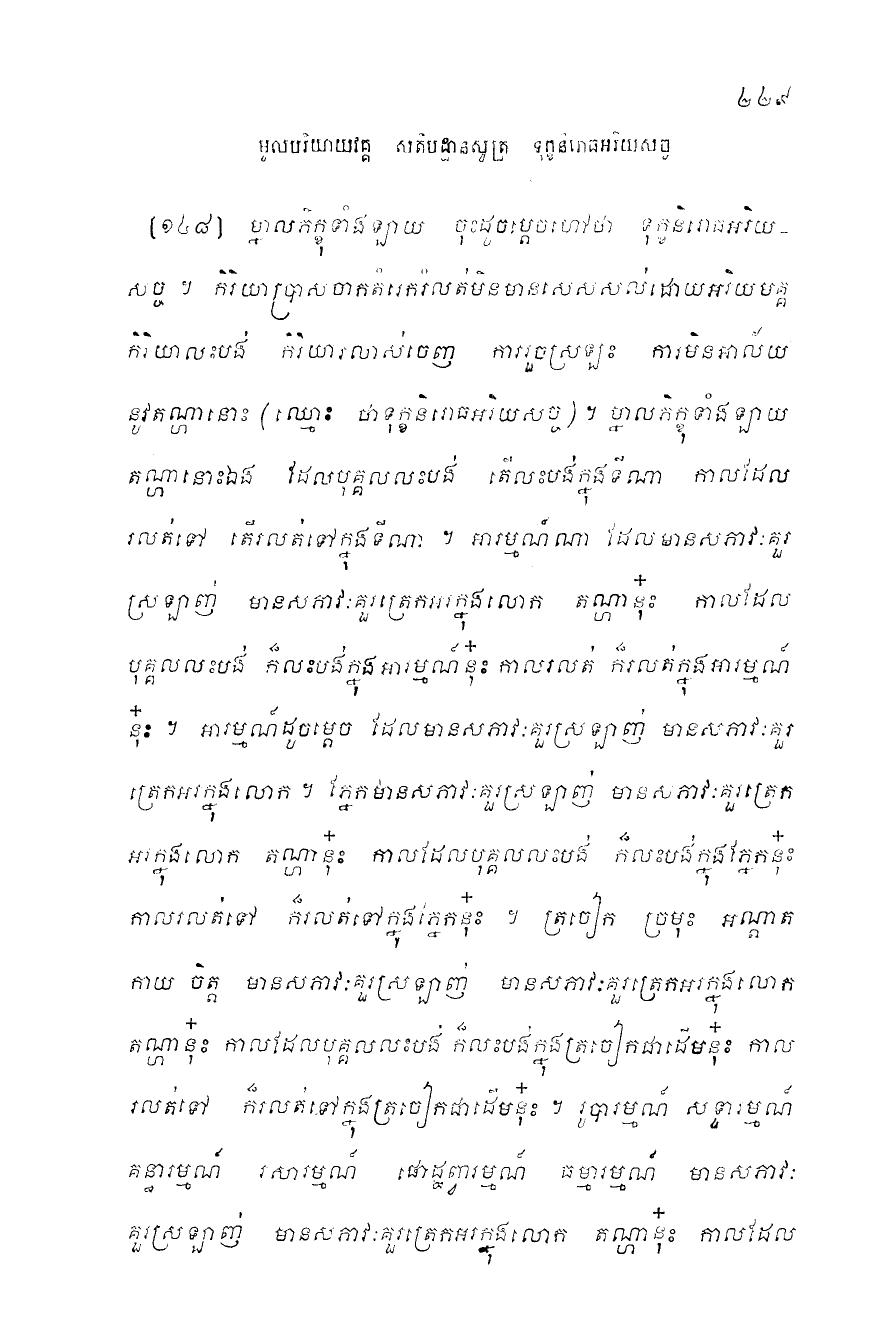 ២២៩
មូលបរិយាយវគ្គ សតិបដ្ឋានសូត្រ ទុក្ខនិរោធអរិយសច្ច
[១៤៨] ម្នាលភិក្ខុទាំងឡាយ ចុះដូចម្តេចហៅថា ទុក្ខនិរោធអរិយ-
សច្ច ។ កិរិយាប្រាសចាកតំរេករំលត់មិនមានសេសសល់ដោយអរិយមគ្គ
កិរិយាលះបង់ កិរិយារលាស់ចេញ ការរួចស្រឡះ ការមិនអាល័យ
នូវតណ្ហានោះ (ឈ្មោះ ថាទុក្ខនិរោធអរិយសច្ច) ។ ម្នាលភិក្ខុទាំងឡាយ
តណ្ហានោះឯង ដែលបុគ្គលលះបង់ តើលះបង់ក្នុងទីណា កាលដែល
រលត់ទៅ តើរលត់ទៅក្នុងទីណា ។ អារម្មណ៍ណា ដែលមានសភាវៈគួរ
ស្រឡាញ់ មានសភាវៈគួរត្រេកអរក្នុងលោក តណ្ហានុ៎ះ កាលដែល
បុគ្គលលះបង់ ក៏លះបង់ក្នុងអារម្មណ៍នុ៎ះ កាលរលត់ ក៏រលត់ក្នុងអារម្មណ៍
នុ៎ះ ។ អារម្មណ៍ដូចម្តេច ដែលមានសភាវៈគួរស្រឡាញ់ មានសភាវៈគួរ
ត្រេកអរក្នុងលោក ។ ភ្នែកមានសភាវៈគួរស្រឡាញ់ មានសភាវៈគួរត្រេក
អរក្នុងលោក តណ្ហានុ៎ះ កាលដែលបុគ្គលលះបង់ ក៏លះបង់ក្នុងភ្នែកនុ៎ះ
កាលរលត់ទៅ ក៏រលត់ទៅក្នុងភ្នែកនុ៎ះ ។ ត្រចៀក ច្រមុះ អណ្តាត
កាយ ចិត្ត មានសភាវៈគួរស្រឡាញ់ មានសភាវៈគួរត្រេកអរក្នុងលោក
តណ្ហានុ៎ះ កាលដែលបុគ្គលលះបង់ ក៏លះបង់ក្នុងត្រចៀកជាដើមនុ៎ះ កាល
រលត់ទៅ ក៏រលត់ទៅក្នុងត្រចៀកជាដើមនុ៎ះ ។ រូបារម្មណ៍ សទ្ទារម្មណ៍
គន្ធារម្មណ៍ រសារម្មណ៍ ផោដ្ឋព្វារម្មណ៍ ធម្មារម្មណ៍ មានសភាវៈ
គួរស្រឡាញ់ មានសភាវៈគួរត្រេកអរក្នុងលោក តណ្ហានុ៎ះ កាលដែល